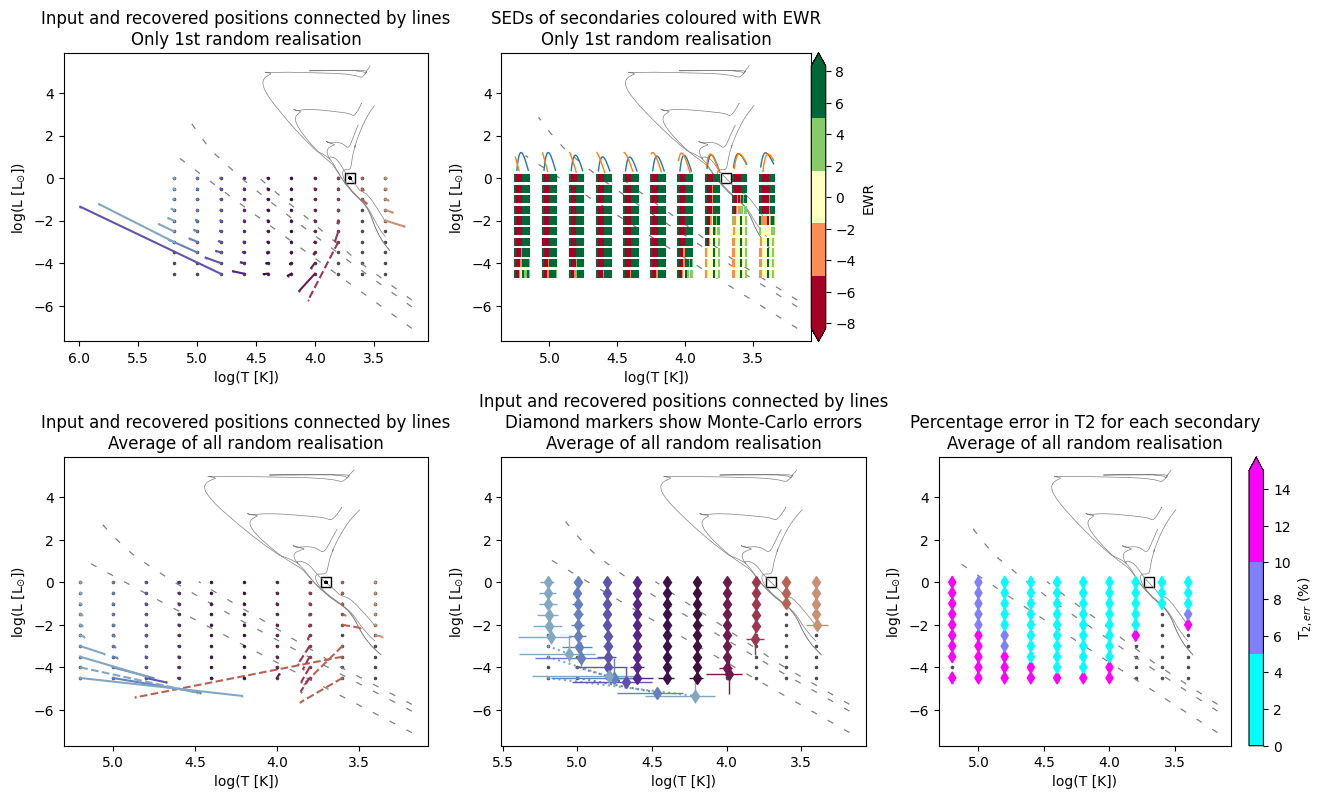 Input and recovered positions connected by lines
Only 1st random realisation
SEDs of secondaries coloured with EWR
Only 1st random realisation
4
2
0
−2
−4
−6
log(L [L⊙])
6.0 5.5 5.0 4.5 4.0 3.5
log(T [K])
4
2
0
−2
−4
−6
log(L [L⊙])
5.0 4.5 4.0 3.5
log(T [K])
8
6
4
2
0
−2
−4
−6
−8
EWR
Input and recovered positions connected by lines
Average of all random realisation
Input and recovered positions connected by lines
Diamond markers show Monte-Carlo errors
Average of all random realisation
Percentage error in T2 for each secondary
Average of all random realisation
4
2
0
−2
−4
−6
log(L [L⊙])
5.0 4.5 4.0 3.5
log(T [K])
4
2
0
−2
−4
−6
log(L [L⊙])
5.5 5.0 4.5 4.0 3.5
log(T [K])
4
2
0
−2
−4
−6
log(L [L⊙])
5.0 4.5 4.0 3.5
log(T [K])
14
12
10
8
6
4
2
0
T2, err (%)